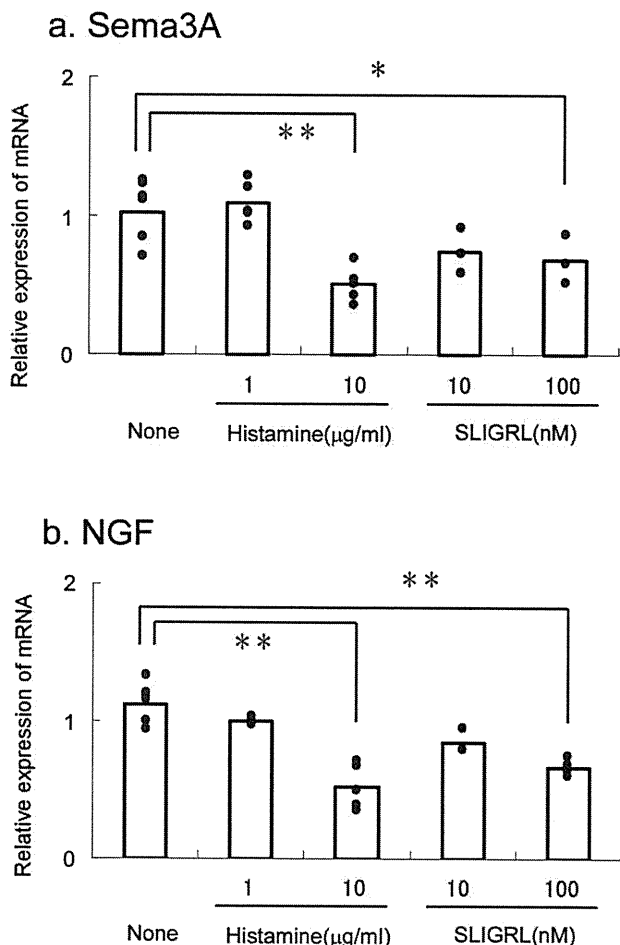 a. Sema3A
2
*
**
1
0
Relative expression of mRNA
1 10 10 100
None Histamine(μg/ml) SLIGRL(nM)
b. NGF
2
**
**
1
0
Relative expression of mRNA
1 10 10 100
None Histamine(μg/ml) SLIGRL(nM)